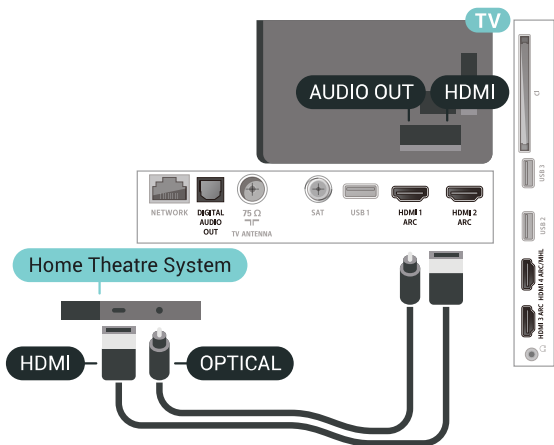 TV
AUDIO OUT
HDMI
CI
USB 3
NETWORK
DIGITAL
AUDIO
OUT
75 Ω
TV ANTENNA
SAT
USB 1
HDMI 1
ARC
HDMI 2
ARC
USB 2
HDMI 4 ARC/MHL
HDMI 3 ARC
Home Theatre System
HDMI
OPTICAL